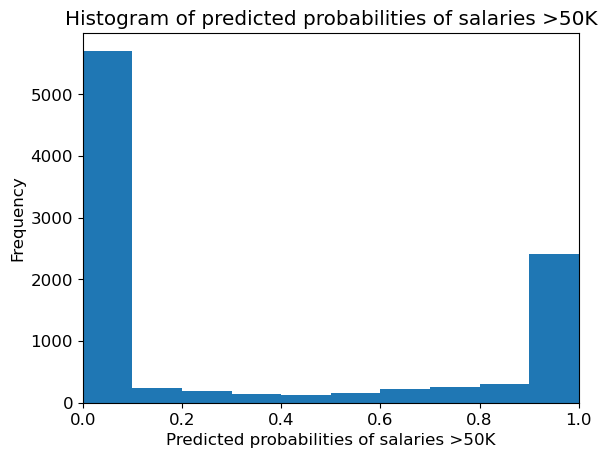 Histogram of predicted probabilities of salaries >50K
Frequency
5000
4000
3000
2000
1000
0
0.0 0.2 0.4 0.6 0.8 1.0
Predicted probabilities of salaries >50K